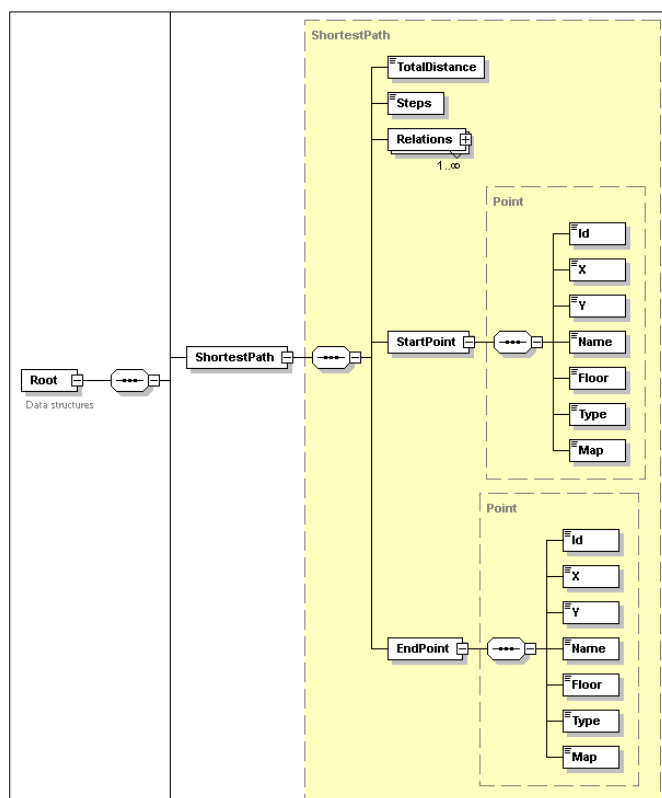 ShortestPath
TotalDistance
Steps
Relations
1..∞
Point
Id
X
Y
StartPoint
Name
ShortestPath
Root
Data structures
Floor
Type
Map
Point
Id
X
Y
EndPoint
Name
Floor
Type
Map